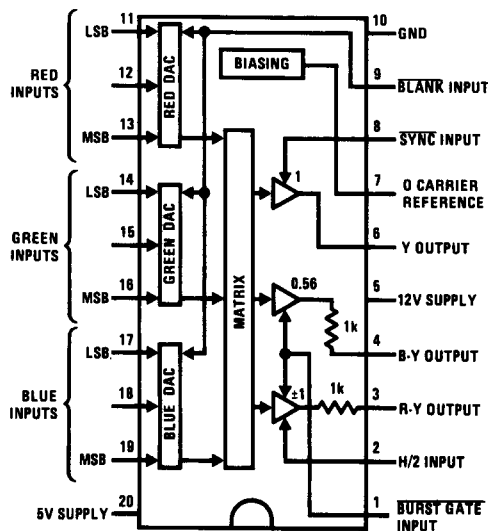 RED
INPUTS
11
LSB
12
13
MSB
RED DAC
GREEN
INPUTS
14
LSB
15
16
MSB
GREEN DAC
BLUE
INPUTS
17
LSB
18
19
MSB
BLUE DAC
20
5V SUPPLY
MATRIX
BIASING
1
0.56
1k
±1
1k
10
GND
9
BLANK INPUT
8
SYNC INPUT
7
O CARRIER
REFERENCE
6
Y OUTPUT
5
12V SUPPLY
4
B-Y OUTPUT
3
R-Y OUTPUT
2
H/2 INPUT
1
BURST GATE
INPUT